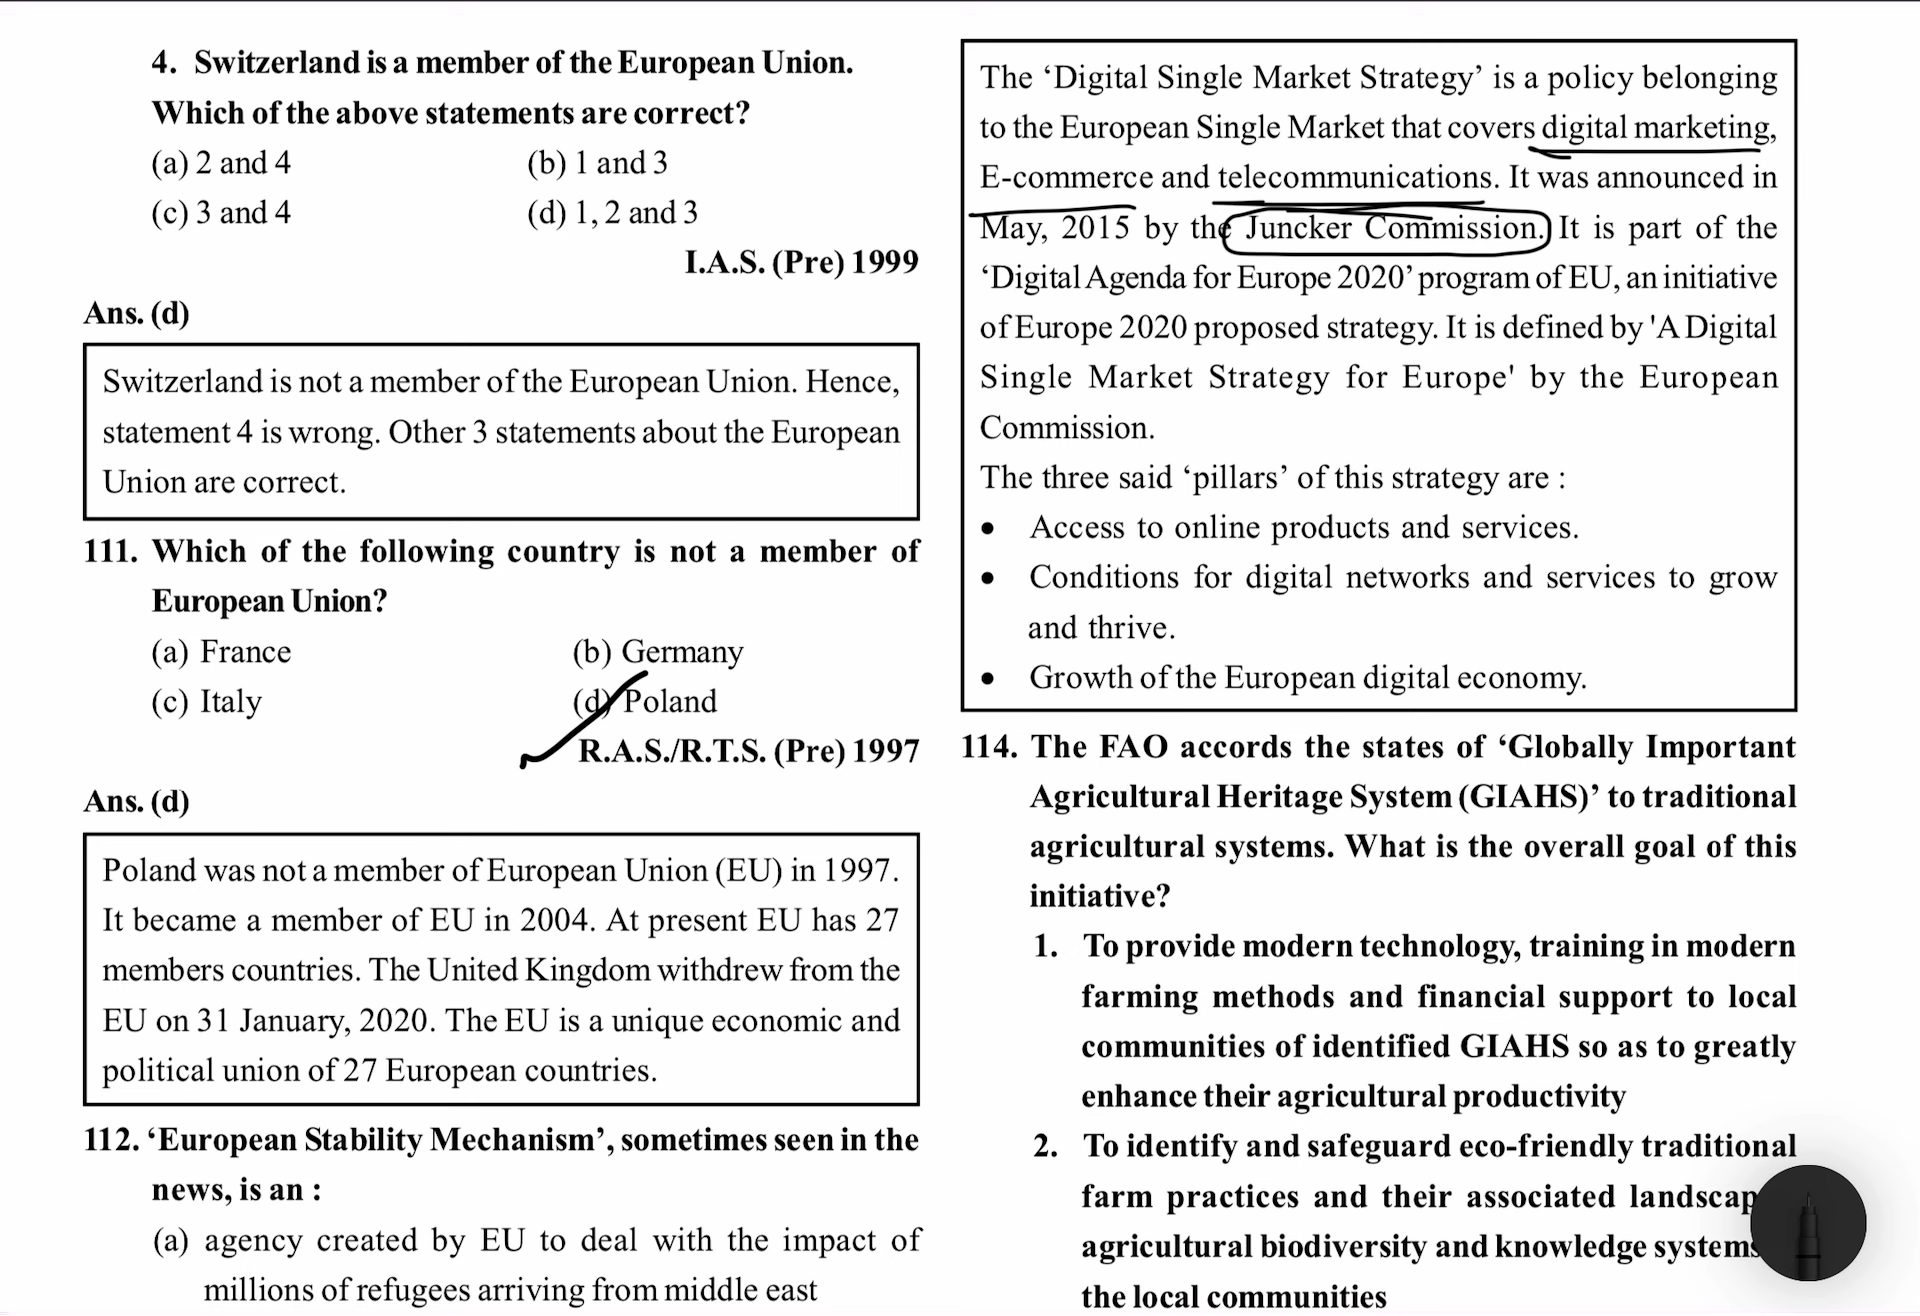 4. Switzerland is a member of the European Union.
Which of the above statements are correct?
(a) 2 and 4 (b) 1 and 3
(c) 3 and 4 (d) 1, 2 and 3
I.A.S. (Pre) 1999
Ans. (d)
Switzerland is not a member of the European Union. Hence,
statement 4 is wrong. Other 3 statements about the European
Union are correct.
111. Which of the following country is not a member of
European Union?
(a) France (b) Germany
(c) Italy (d) Poland
R.A.S./R.T.S. (Pre) 1997
Ans. (d)
Poland was not a member of European Union (EU) in 1997.
It became a member of EU in 2004. At present EU has 27
members countries. The United Kingdom withdrew from the
EU on 31 January, 2020. The EU is a unique economic and
political union of 27 European countries.
112. ‘European Stability Mechanism’, sometimes seen in the
news, is an :
(a) agency created by EU to deal with the impact of
millions of refugees arriving from middle east
The ‘Digital Single Market Strategy’ is a policy belonging
to the European Single Market that covers digital marketing,
E-commerce and telecommunications. It was announced in
May, 2015 by the Juncker Commission. It is part of the
‘Digital Agenda for Europe 2020’ program of EU, an initiative
of Europe 2020 proposed strategy. It is defined by 'A Digital
Single Market Strategy for Europe' by the European
Commission.
The three said ‘pillars’ of this strategy are :
• Access to online products and services.
• Conditions for digital networks and services to grow
and thrive.
• Growth of the European digital economy.
114. The FAO accords the states of ‘Globally Important
Agricultural Heritage System (GIAHS)’ to traditional
agricultural systems. What is the overall goal of this
initiative?
1. To provide modern technology, training in modern
farming methods and financial support to local
communities of identified GIAHS so as to greatly
enhance their agricultural productivity
2. To identify and safeguard eco-friendly traditional
farm practices and their associated
agricultural biodiversity and knowledge systems
the local communities